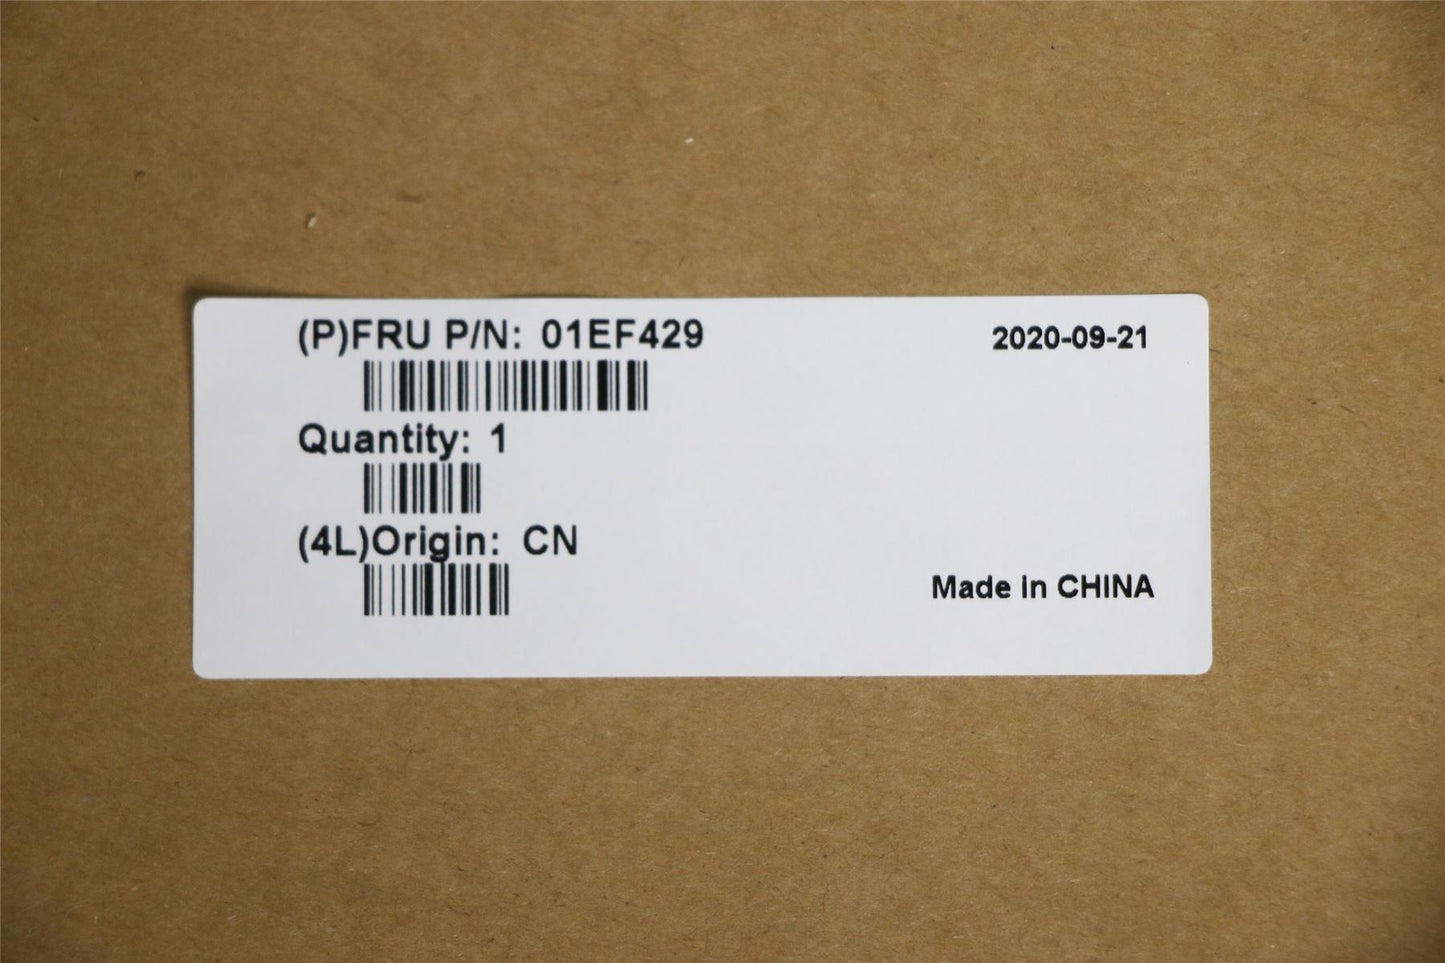 (P)FRU P/N: 01EF429
2020-09-21
Quantity: 1
(4L)Origin: CN
Made in CHINA